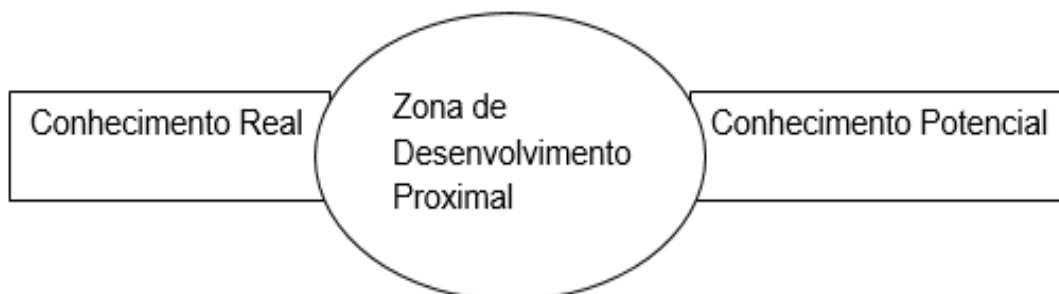 Conhecimento Real
Zona de
Desenvolvimento
Proximal
Conhecimento Potencial